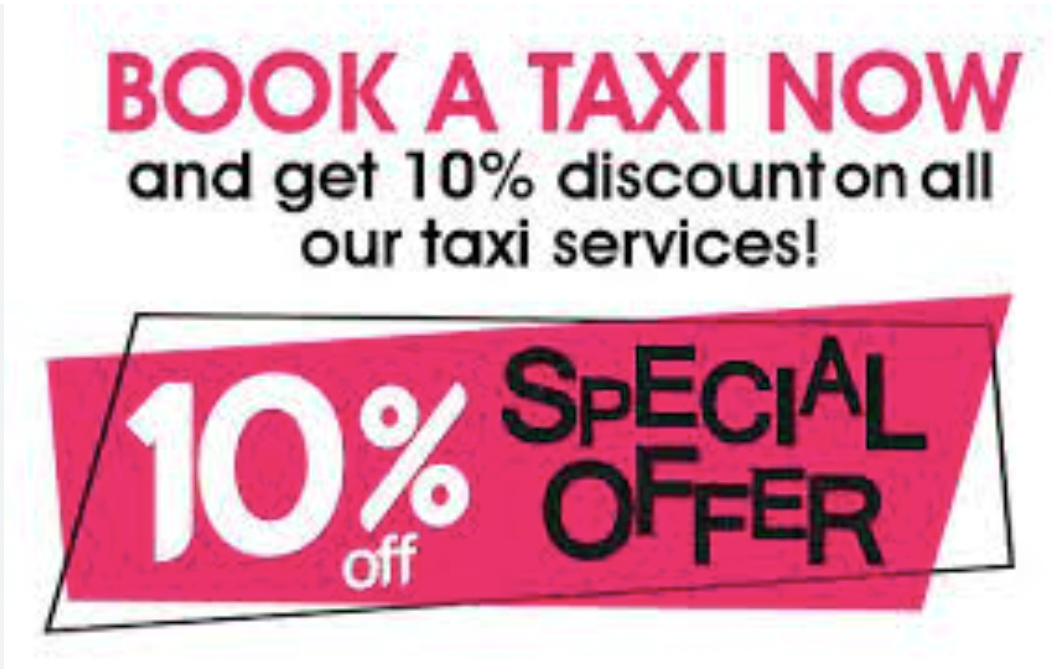 BOOK A TAXI NOW
and get 10% discount on all
our taxi services!
10%
off
SPECIAL
OFFER